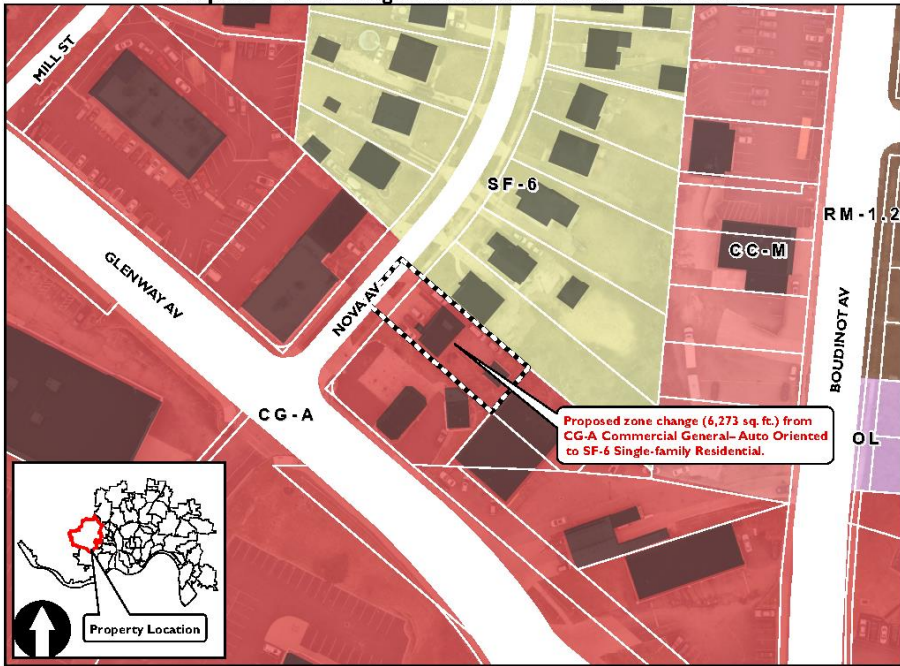 MILL ST
SF-6
RM-1.2
CC-M
GLENWAY AV
NOVA AV
BOUDINOT AV
CG-A
Proposed zone change (6,273 sq. ft.) from
CG-A Commercial General– Auto Oriented
to SF-6 Single-family Residential.
OL
Property Location